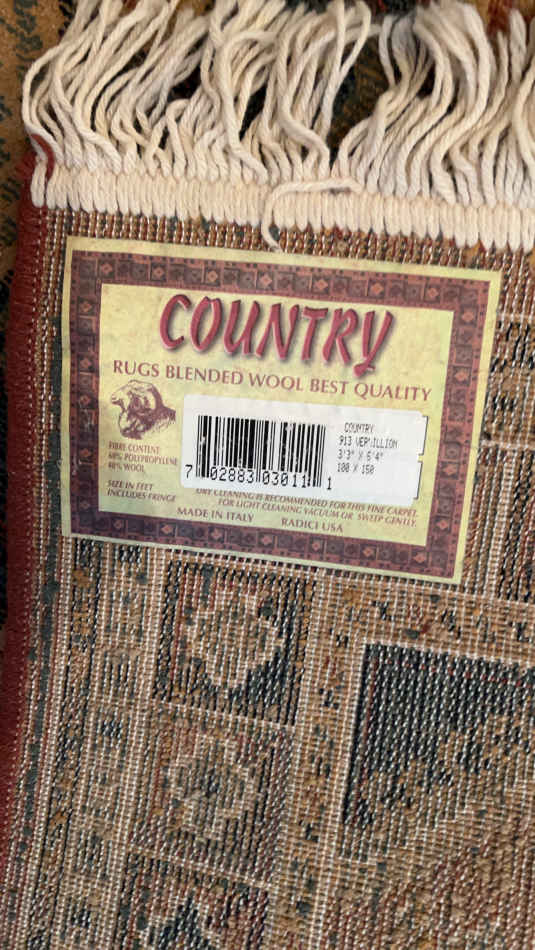 COUNTRY
RUGS BLENDED WOOL BEST QUALITY
FIBRE CONTENT:
60% POLYPROPYLENE
40% WOOL
SIZE IN FEET
INCLUDES FRINGE
COUNTRY
913 VERMILLION
3'3" X 5'4"
100 X 150
7 02883 03011 1
DRY CLEANING IS RECOMMENDED FOR THIS FINE CARPET.
FOR LIGHT CLEANING VACUUM OR SWEEP GENTLY.
MADE IN ITALY RADICI USA